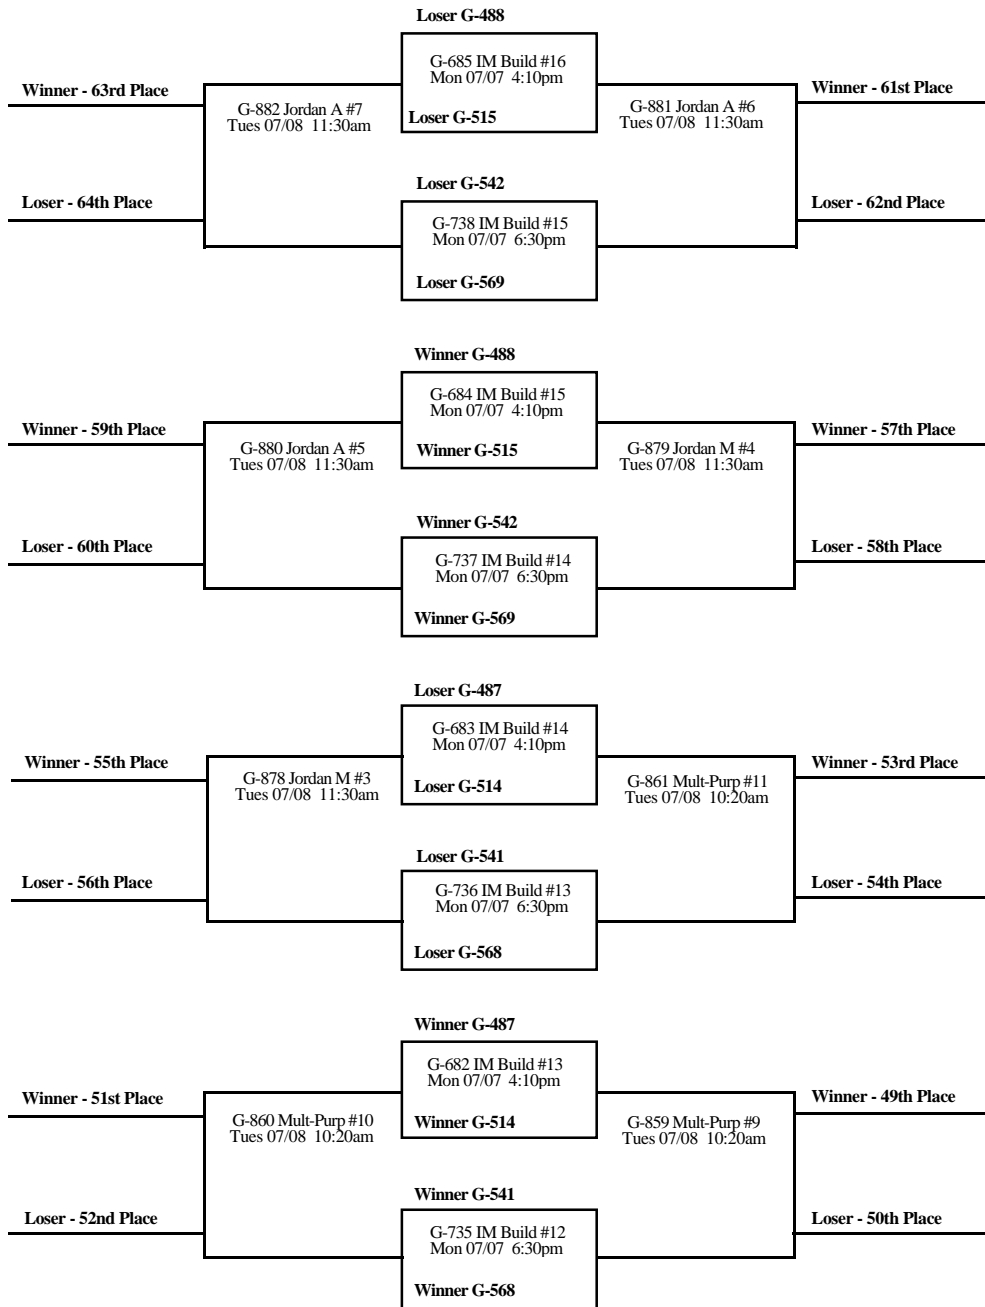 Loser G-488
G-685 IM Build #16
Mon 07/07 4:10pm
Loser G-515
Winner - 63rd Place
G-882 Jordan A #7
Tues 07/08 11:30am
G-881 Jordan A #6
Tues 07/08 11:30am
Winner - 61st Place
Loser - 64th Place
Loser G-542
G-738 IM Build #15
Mon 07/07 6:30pm
Loser G-569
Loser - 62nd Place
Winner G-488
G-684 IM Build #15
Mon 07/07 4:10pm
Winner G-515
Winner - 59th Place
G-880 Jordan A #5
Tues 07/08 11:30am
G-879 Jordan M #4
Tues 07/08 11:30am
Winner - 57th Place
Loser - 60th Place
Winner G-542
G-737 IM Build #14
Mon 07/07 6:30pm
Winner G-569
Loser - 58th Place
Loser G-487
G-683 IM Build #14
Mon 07/07 4:10pm
Loser G-514
Winner - 55th Place
G-878 Jordan M #3
Tues 07/08 11:30am
G-861 Mult-Purp #11
Tues 07/08 10:20am
Winner - 53rd Place
Loser - 56th Place
Loser G-541
G-736 IM Build #13
Mon 07/07 6:30pm
Loser G-568
Loser - 54th Place
Winner G-487
G-682 IM Build #13
Mon 07/07 4:10pm
Winner G-514
Winner - 51st Place
G-860 Mult-Purp #10
Tues 07/08 10:20am
G-859 Mult-Purp #9
Tues 07/08 10:20am
Winner - 49th Place
Loser - 52nd Place
Winner G-541
G-735 IM Build #12
Mon 07/07 6:30pm
Winner G-568
Loser - 50th Place